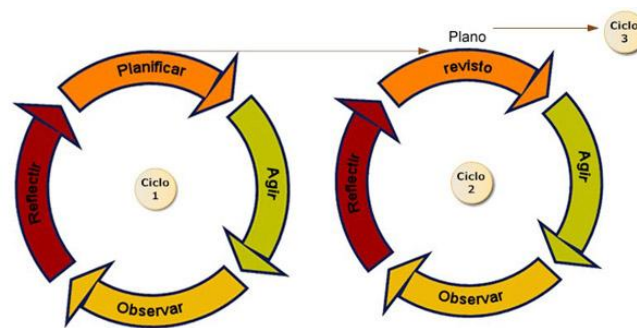 Planificar
Agir
Observar
Reflectir
Ciclo
1
Plano
revisto
Agir
Observar
Reflectir
Ciclo
2
Ciclo
3